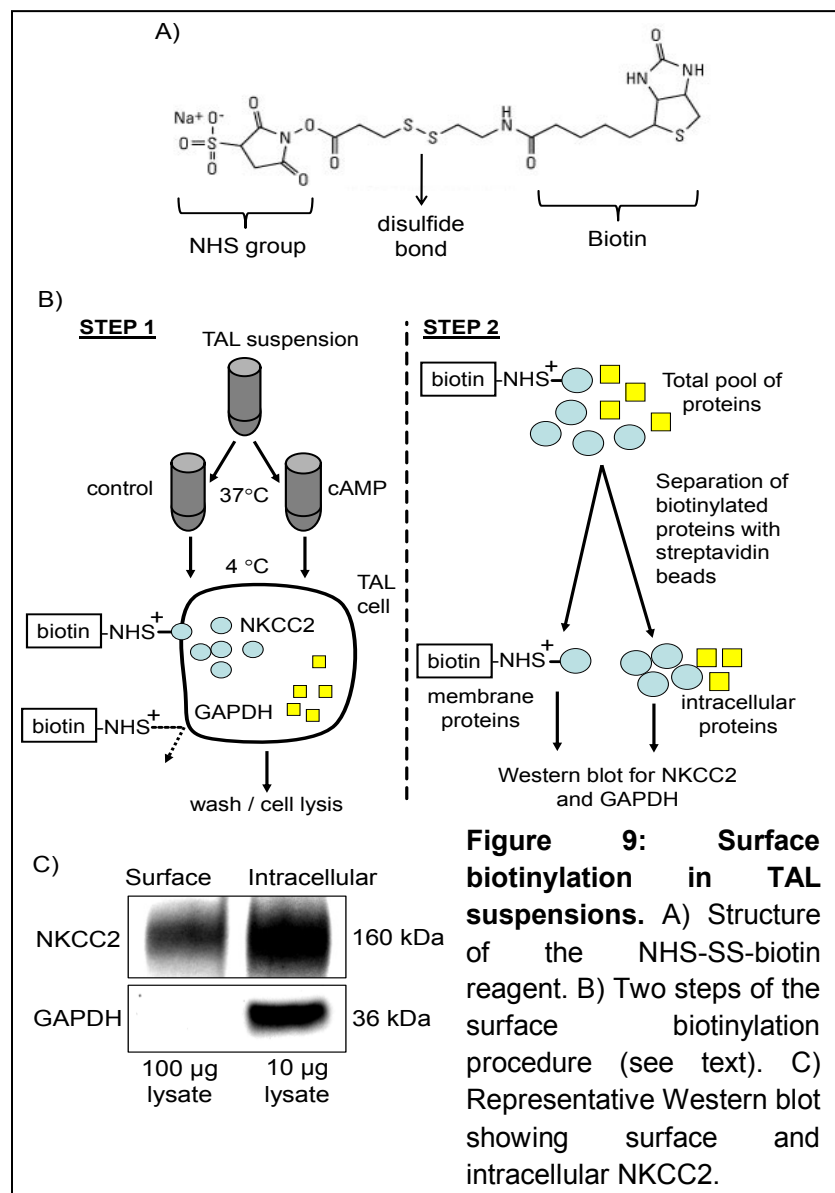 A)
O
HN NH
Na+ O- O
O=S N O S S H N
O O O O O S
NHS group
disulfide
bond
Biotin
B)
STEP 1
TAL suspension
control
37°C
cAMP
4 °C
TAL
cell
biotin -NHS+
NKCC2
biotin -NHS+
GAPDH
wash / cell lysis
STEP 2
biotin -NHS+
Total pool of
proteins
Separation of
biotinylated
proteins with
streptavidin
beads
biotin -NHS+
membrane
proteins
intracellular
proteins
Western blot for NKCC2
and GAPDH
C)
Surface Intracellular
NKCC2 160 kDa
GAPDH 36 kDa
100 µg 10 µg
lysate lysate
Figure 9: Surface
biotinylation in TAL
suspensions. A) Structure
of the NHS-SS-biotin
reagent. B) Two steps of the
surface biotinylation
procedure (see text). C)
Representative Western blot
showing surface and
intracellular NKCC2.